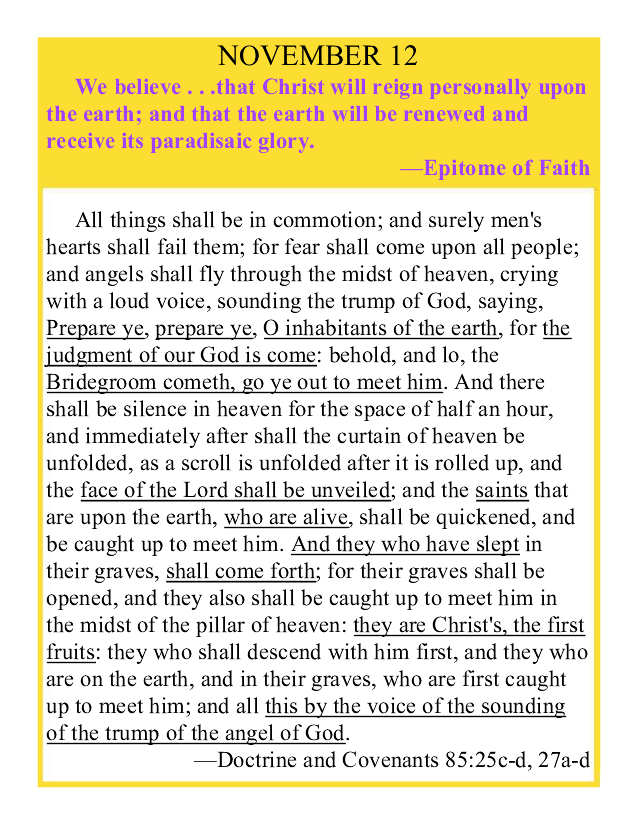 NOVEMBER 12
We believe . . .that Christ will reign personally upon
the earth; and that the earth will be renewed and
receive its paradisaic glory.
—Epitome of Faith
All things shall be in commotion; and surely men's
hearts shall fail them; for fear shall come upon all people;
and angels shall fly through the midst of heaven, crying
with a loud voice, sounding the trump of God, saying,
Prepare ye, prepare ye, O inhabitants of the earth, for the
judgment of our God is come: behold, and lo, the
Bridegroom cometh, go ye out to meet him. And there
shall be silence in heaven for the space of half an hour,
and immediately after shall the curtain of heaven be
unfolded, as a scroll is unfolded after it is rolled up, and
the face of the Lord shall be unveiled; and the saints that
are upon the earth, who are alive, shall be quickened, and
be caught up to meet him. And they who have slept in
their graves, shall come forth; for their graves shall be
opened, and they also shall be caught up to meet him in
the midst of the pillar of heaven: they are Christ's, the first
fruits: they who shall descend with him first, and they who
are on the earth, and in their graves, who are first caught
up to meet him; and all this by the voice of the sounding
of the trump of the angel of God.
—Doctrine and Covenants 85:25c-d, 27a-d